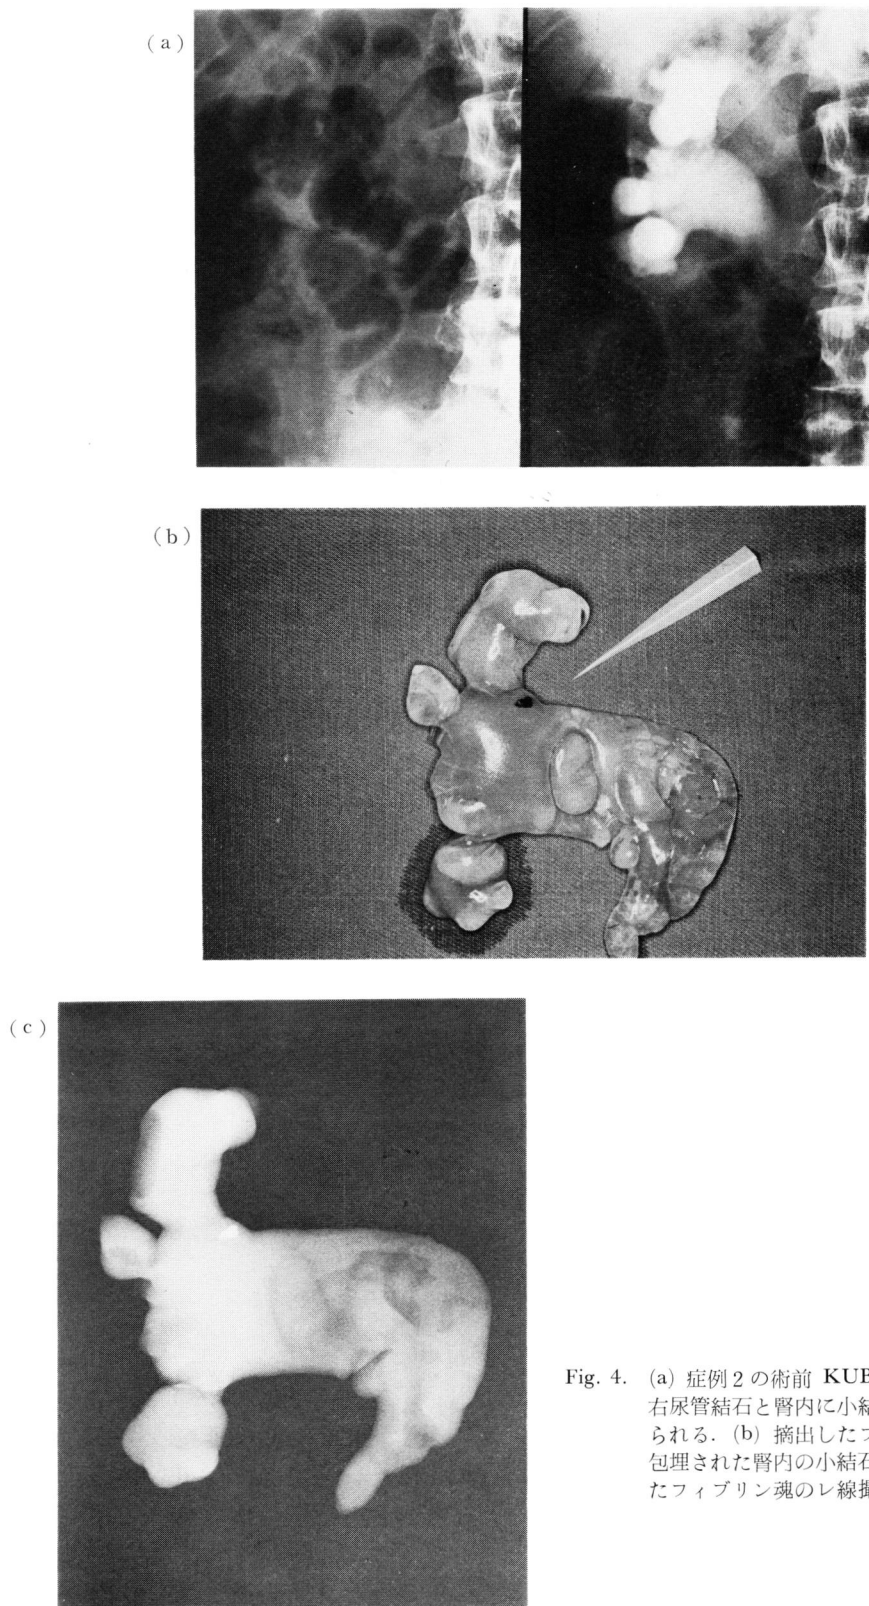 (a)
(b)
(c)
Fig. 4. (a) 症例2の術前 KUB
右尿管結石と腎内に小結
られる. (b) 摘出したフ
包埋された腎内の小結石
たフィブリン魂のレ線撮